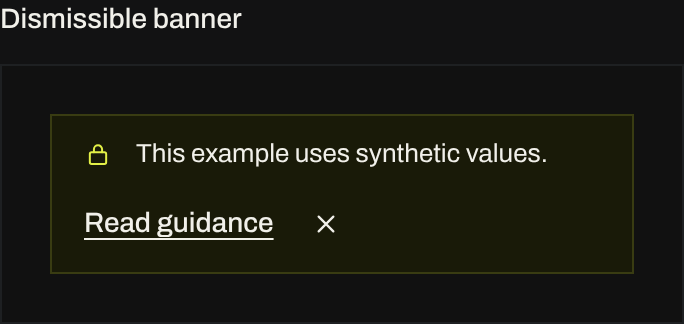 Dismissible banner
This example uses synthetic values.
Read guidance